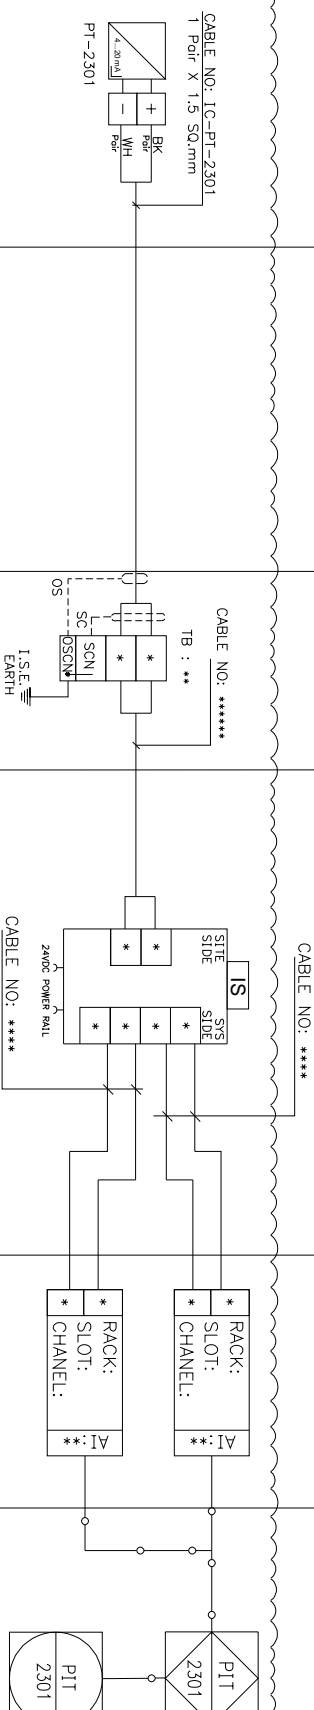 CABLE NO: IC-PT-2301
1 Pair X 1.5 SQ.mm
4...20mA
PT-2301
+
-
BK
Pair
WH
Pair
CABLE NO: ******
TB : **
*
*
SCN
OSCN
SC
OS
I.S.E.
EARTH
CABLE NO: ****
IS
SITE
SIDE
*
*
SYS
SIDE
*
*
*
*
24VDC POWER RAIL
CABLE NO: ****
*
*
RACK:
SLOT:
CHANEL:
AI:**
*
*
RACK:
SLOT:
CHANEL:
AI:**
PIT
2301
PIT
2301